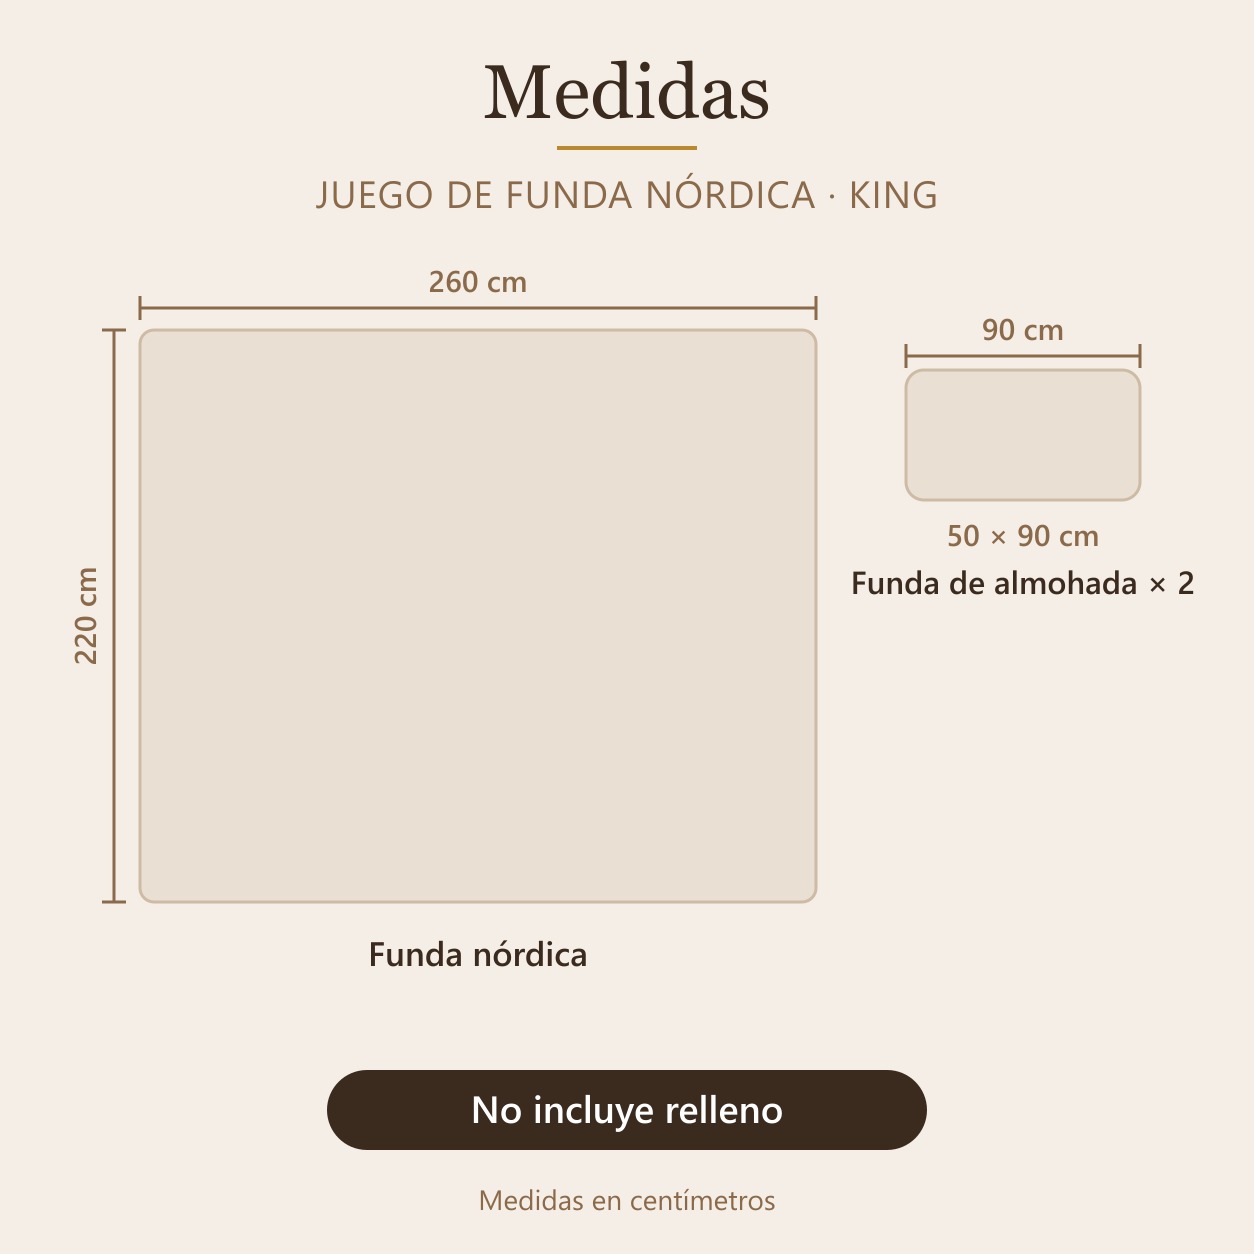 Medidas
JUEGO DE FUNDA NÓRDICA · KING
260 cm
220 cm
Funda nórdica
90 cm
50 × 90 cm
Funda de almohada × 2
No incluye relleno
Medidas en centímetros